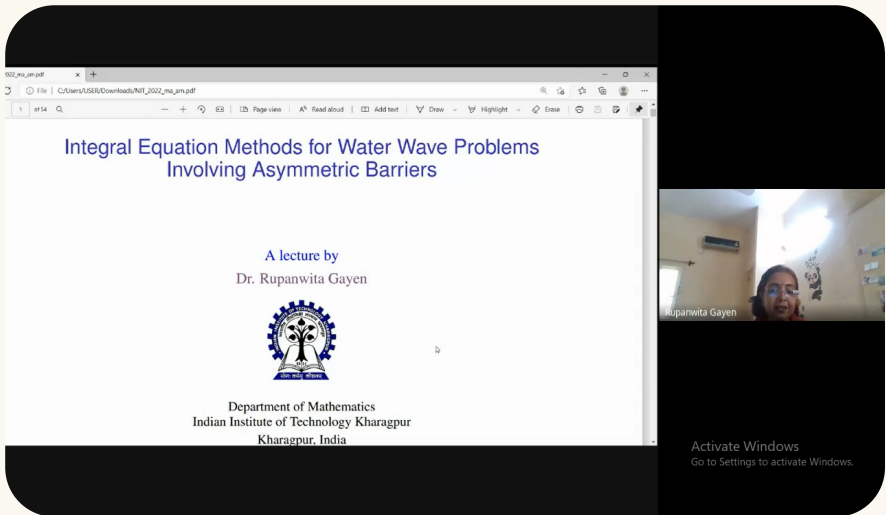 022_ma_am.pdf
File | C:/Users/USER/Downloads/NIT_2022_ma_am.pdf
1 of 54 Page view Read aloud Add text Draw Highlight Erase
Integral Equation Methods for Water Wave Problems
Involving Asymmetric Barriers
A lecture by
Dr. Rupanwita Gayen
Department of Mathematics
Indian Institute of Technology Kharagpur
Kharagpur, India
Rupanwita Gayen
Activate Windows
Go to Settings to activate Windows.